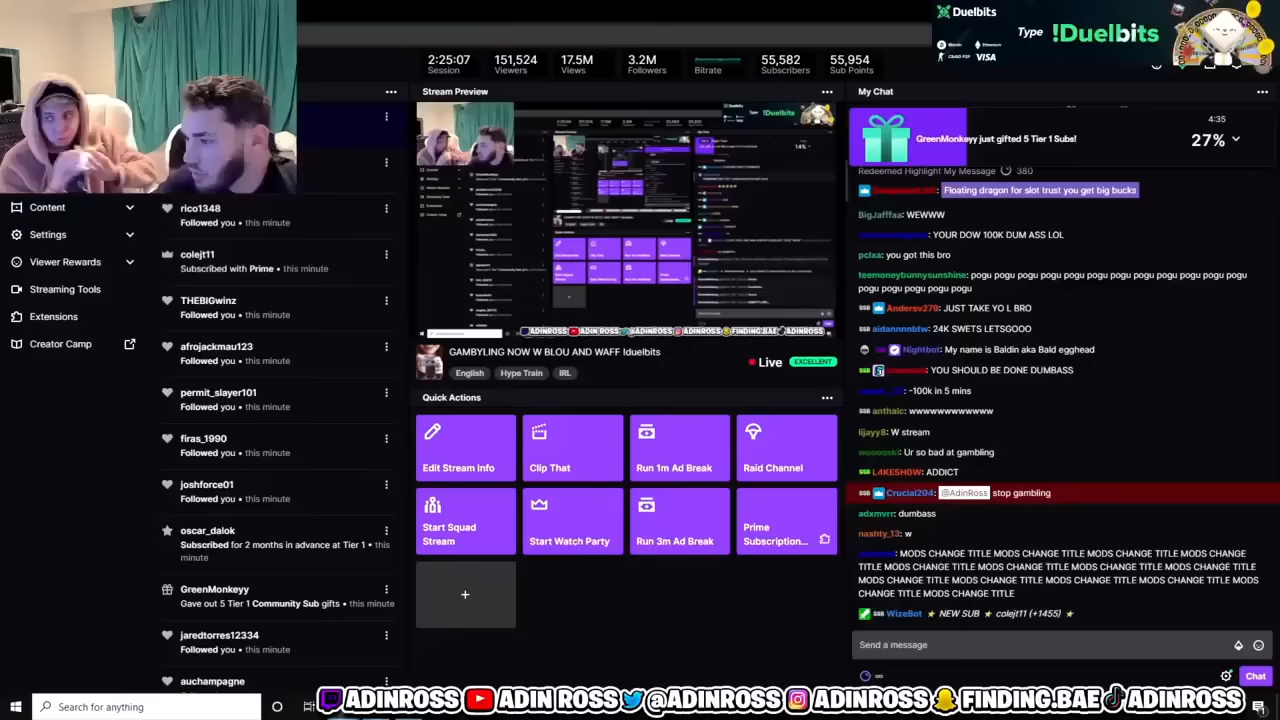 Duelbits
Type !Duelbits
Bitcoin
Ethereum
CS:GO
VISA
2:25:07
Session
151,524
Viewers
17.5M
Views
3.2M
Followers
Bitrate
55,582
Subscribers
55,954
Sub Points
Content
Settings
Viewer Rewards
Streaming Tools
Extensions
Creator Camp
rico1348
Followed you • this minute
colejt11
Subscribed with Prime • this minute
THEBIGwinz
Followed you • this minute
afrojackmau123
Followed you • this minute
permit_slayer101
Followed you • this minute
firas_1990
Followed you • this minute
joshforce01
Followed you • this minute
oscar_dalok
Subscribed for 2 months in advance at Tier 1 • this
minute
GreenMonkeyy
Gave out 5 Tier 1 Community Sub gifts • this minute
jaredtorres12334
Followed you • this minute
auchampagne
Stream Preview
GAMBYLING NOW W BLOU AND WAFF !duelbits
English
Hype Train
IRL
Live
EXCELLENT
Quick Actions
Edit Stream Info
Clip That
Run 1m Ad Break
Raid Channel
Start Squad
Stream
Start Watch Party
Run 3m Ad Break
Prime
Subscription...
+
My Chat
GreenMonkeyy just gifted 5 Tier 1 Subs!
4:35
27%
Redeemed Highlight My Message 380
: Floating dragon for slot trust you get big bucks
BigJafffaa: WEWWW
: YOUR DOW 100K DUM ASS LOL
pclxa: you got this bro
teemoneybunnysunshine: pogu pogu pogu pogu pogu pogu pogu pogu pogu
pogu pogu pogu pogu
Andersv279: JUST TAKE YO L BRO
aidannnnbtw: 24K SWETS LETSGOOO
Nightbot: My name is Baldin aka Bald egghead
: YOU SHOULD BE DONE DUMBASS
: -100k in 5 mins
anthalc: wwwwwwwwwwww
lijayy8: W stream
wooooski: Ur so bad at gambling
L4KESH0W: ADDICT
Crucial204: @AdinRoss stop gambling
adxmvrr: dumbass
nashty_13: w
: MODS CHANGE TITLE MODS CHANGE TITLE MODS CHANGE TITLE MODS CHANGE
TITLE MODS CHANGE TITLE MODS CHANGE TITLE MODS CHANGE TITLE
MODS CHANGE TITLE MODS CHANGE TITLE MODS CHANGE TITLE MODS
CHANGE TITLE MODS CHANGE TITLE
WizeBot ★ NEW SUB ★ colejt11 (+1455) ★
Send a message
Chat
Search for anything
ADINROSS ADIN ROSS @ADINROSS ADINROSS FINDING.BAE ADINROSS